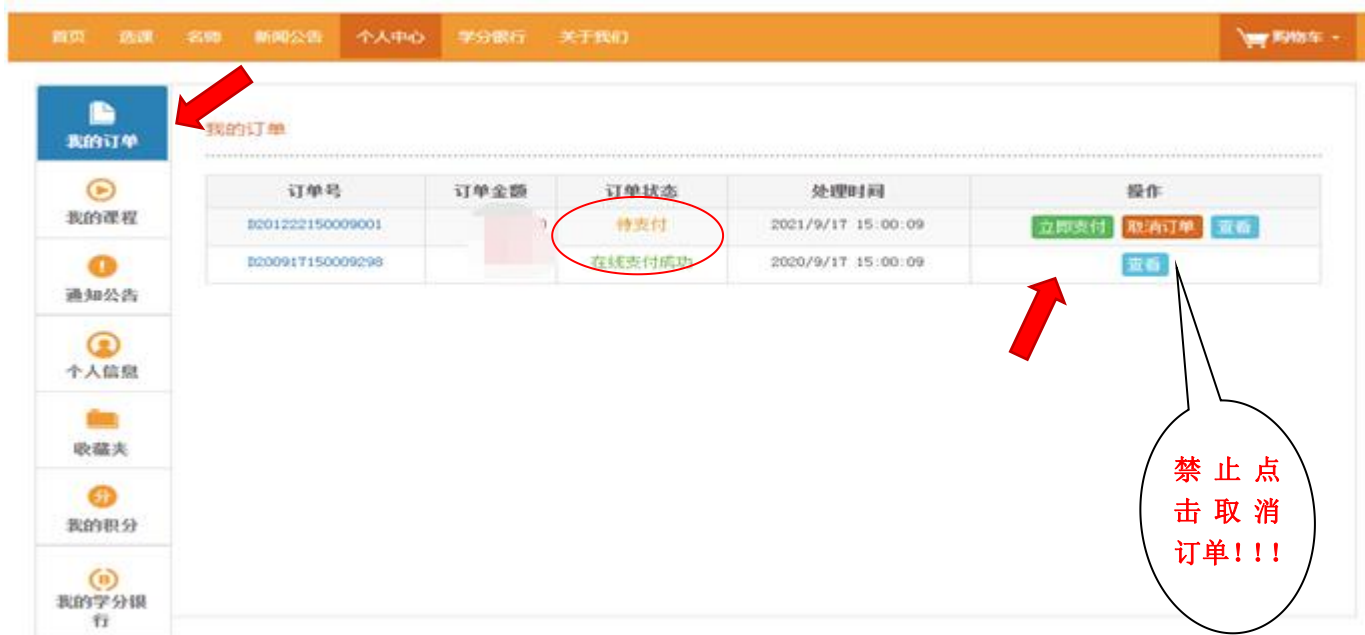 首页 选课 名师 新闻公告 个人中心 学分银行 关于我们 购物车
我的订单
我的课程
通知公告
个人信息
收藏夹
分
我的积分
我的学分银
行
我的订单
订单号 订单金额 订单状态 处理时间 操作
D201222150009001 待支付 2021/9/17 15:00:09 立即支付 取消订单 查看
D200917150009298 在线支付成功 2020/9/17 15:00:09 查看
禁止点
击取消
订单!!!